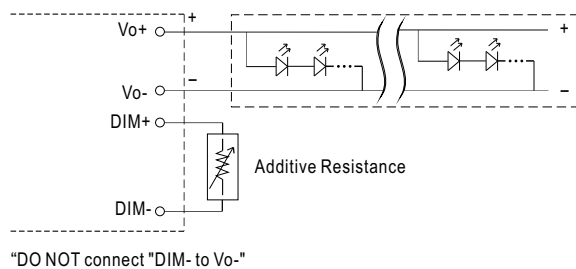 Vo+
+
+
Vo-
−
−
DIM+
Additive Resistance
DIM-
“DO NOT connect "DIM- to Vo-"